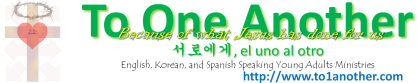 To One Another
Because of what Jesus has done for us
서로에게, el uno al otro
English, Korean, and Spanish Speaking Young Adults Ministries
http://www.to1another.com